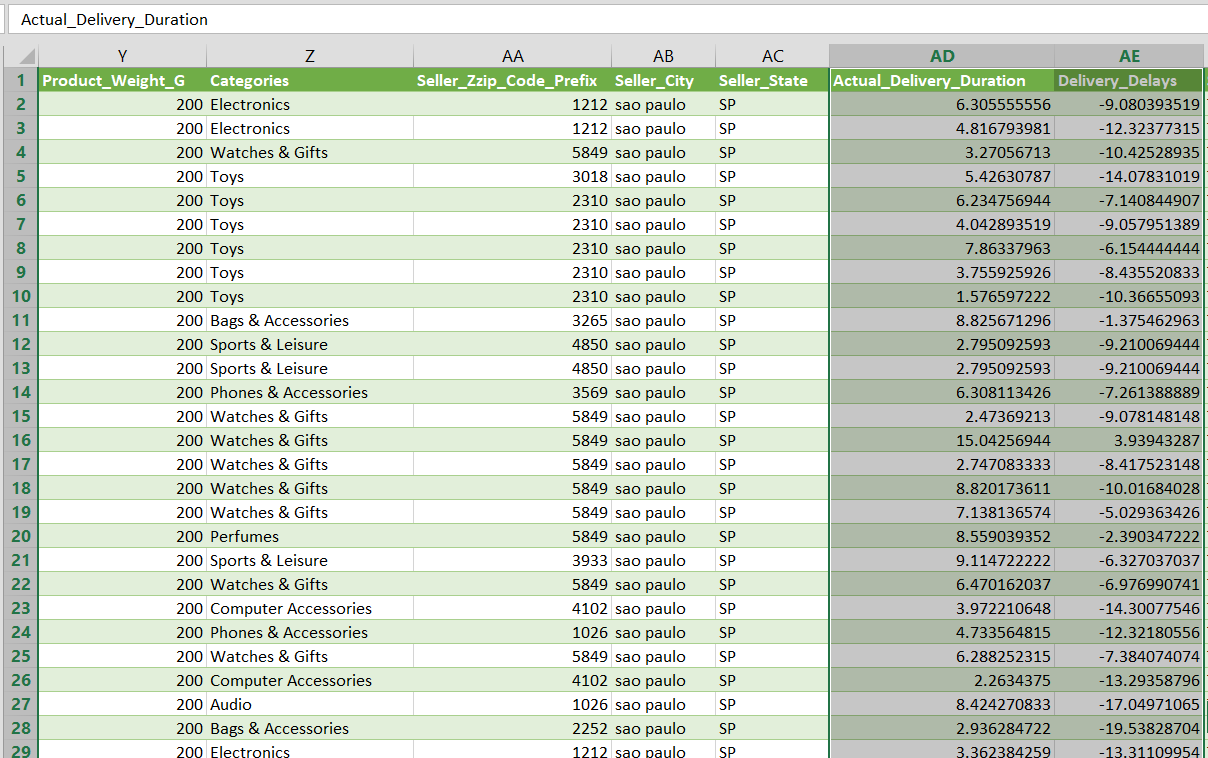 Actual_Delivery_Duration
Y Z AA AB AC AD AE
1 Product_Weight_G Categories Seller_Zzip_Code_Prefix Seller_City Seller_State Actual_Delivery_Duration Delivery_Delays
2 200 Electronics 1212 sao paulo SP 6.305555556 -9.080393519
3 200 Electronics 1212 sao paulo SP 4.816793981 -12.32377315
4 200 Watches & Gifts 5849 sao paulo SP 3.27056713 -10.42528935
5 200 Toys 3018 sao paulo SP 5.42630787 -14.07831019
6 200 Toys 2310 sao paulo SP 6.234756944 -7.140844907
7 200 Toys 2310 sao paulo SP 4.042893519 -9.057951389
8 200 Toys 2310 sao paulo SP 7.86337963 -6.154444444
9 200 Toys 2310 sao paulo SP 3.755925926 -8.435520833
10 200 Toys 2310 sao paulo SP 1.576597222 -10.36655093
11 200 Bags & Accessories 3265 sao paulo SP 8.825671296 -1.375462963
12 200 Sports & Leisure 4850 sao paulo SP 2.795092593 -9.210069444
13 200 Sports & Leisure 4850 sao paulo SP 2.795092593 -9.210069444
14 200 Phones & Accessories 3569 sao paulo SP 6.308113426 -7.261388889
15 200 Watches & Gifts 5849 sao paulo SP 2.47369213 -9.078148148
16 200 Watches & Gifts 5849 sao paulo SP 15.04256944 3.93943287
17 200 Watches & Gifts 5849 sao paulo SP 2.747083333 -8.417523148
18 200 Watches & Gifts 5849 sao paulo SP 8.820173611 -10.01684028
19 200 Watches & Gifts 5849 sao paulo SP 7.138136574 -5.029363426
20 200 Perfumes 5849 sao paulo SP 8.559039352 -2.390347222
21 200 Sports & Leisure 3933 sao paulo SP 9.114722222 -6.327037037
22 200 Watches & Gifts 5849 sao paulo SP 6.470162037 -6.976990741
23 200 Computer Accessories 4102 sao paulo SP 3.972210648 -14.30077546
24 200 Phones & Accessories 1026 sao paulo SP 4.733564815 -12.32180556
25 200 Watches & Gifts 5849 sao paulo SP 6.288252315 -7.384074074
26 200 Computer Accessories 4102 sao paulo SP 2.2634375 -13.29358796
27 200 Audio 1026 sao paulo SP 8.424270833 -17.04971065
28 200 Bags & Accessories 2252 sao paulo SP 2.936284722 -19.53828704
29 200 Electronics 1212 sao paulo SP 3.362384259 -13.31109954